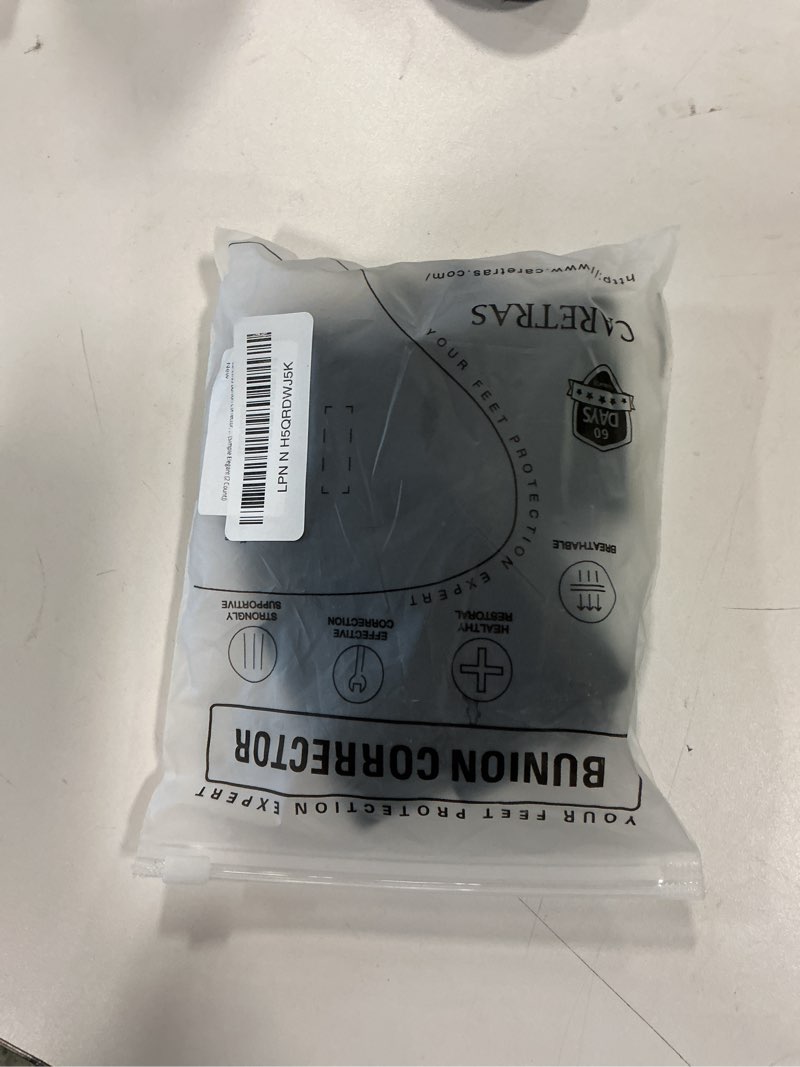 YOUR FEET PROTECTION EXPERT
BUNION CORRECTOR
HEALTHY
RESTORAL
EFFECTIVE
CORRECTION
STRONGLY
SUPPORTIVE
BREATHABLE
YOUR FEET PROTECTION EXPERT
60
DAYS
CARETRAS
http://www.caretras.com/
LPN N H5QRDWJ5K
New